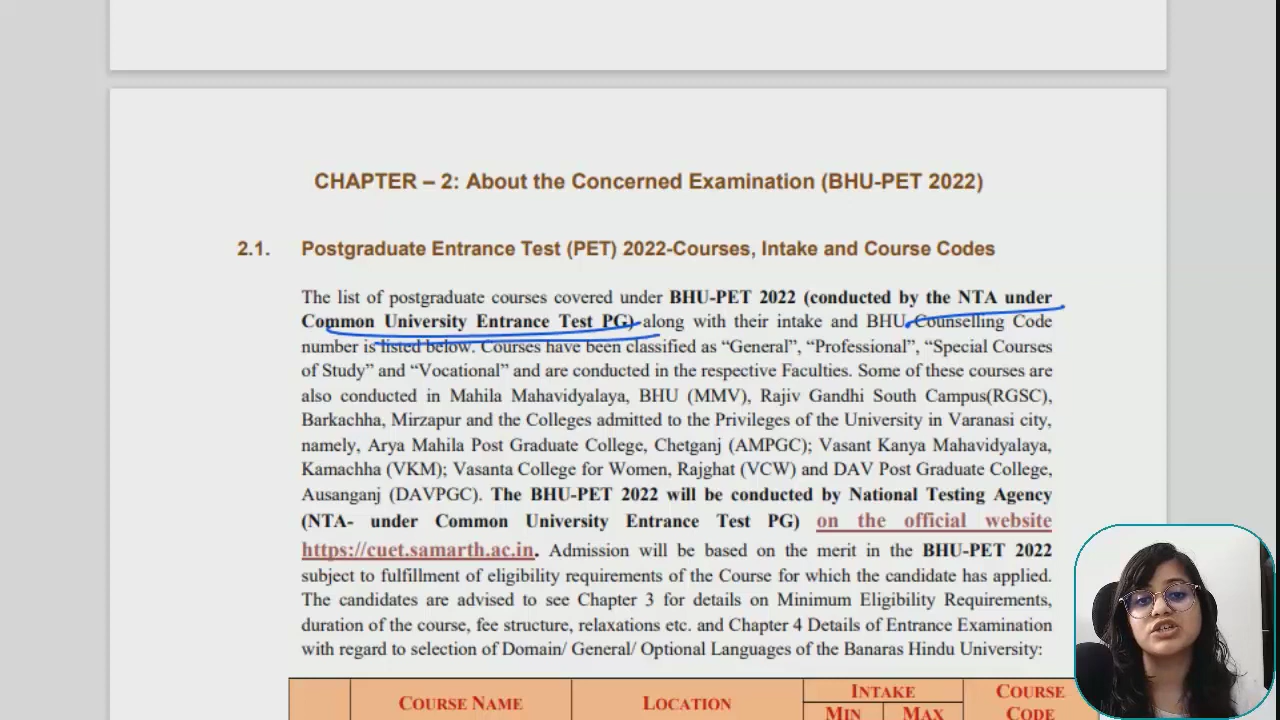 CHAPTER – 2: About the Concerned Examination (BHU-PET 2022)
2.1. Postgraduate Entrance Test (PET) 2022-Courses, Intake and Course Codes
The list of postgraduate courses covered under BHU-PET 2022 (conducted by the NTA under
Common University Entrance Test PG) along with their intake and BHU Counselling Code
number is listed below. Courses have been classified as “General”, “Professional”, “Special Courses
of Study” and “Vocational” and are conducted in the respective Faculties. Some of these courses are
also conducted in Mahila Mahavidyalaya, BHU (MMV), Rajiv Gandhi South Campus(RGSC),
Barkachha, Mirzapur and the Colleges admitted to the Privileges of the University in Varanasi city,
namely, Arya Mahila Post Graduate College, Chetganj (AMPGC); Vasant Kanya Mahavidyalaya,
Kamachha (VKM); Vasanta College for Women, Rajghat (VCW) and DAV Post Graduate College,
Ausanganj (DAVPGC). The BHU-PET 2022 will be conducted by National Testing Agency
(NTA- under Common University Entrance Test PG) on the official website
https://cuet.samarth.ac.in. Admission will be based on the merit in the BHU-PET 2022
subject to fulfillment of eligibility requirements of the Course for which the candidate has applied.
The candidates are advised to see Chapter 3 for details on Minimum Eligibility Requirements,
duration of the course, fee structure, relaxations etc. and Chapter 4 Details of Entrance Examination
with regard to selection of Domain/ General/ Optional Languages of the Banaras Hindu University:
COURSE NAME LOCATION INTAKE COURSE
MIN MAX CODE